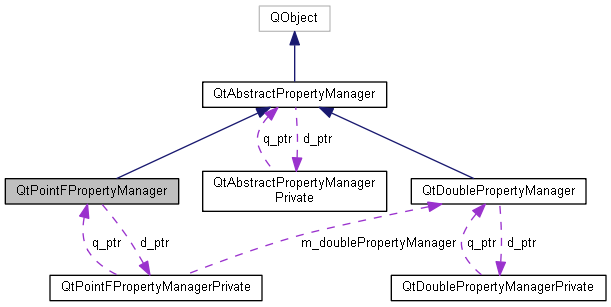 QObject
QtAbstractPropertyManager
q_ptr
d_ptr
QtPointFPropertyManager
QtAbstractPropertyManager
Private
QtDoublePropertyManager
q_ptr
d_ptr
m_doublePropertyManager
q_ptr
d_ptr
QtPointFPropertyManagerPrivate
QtDoublePropertyManagerPrivate